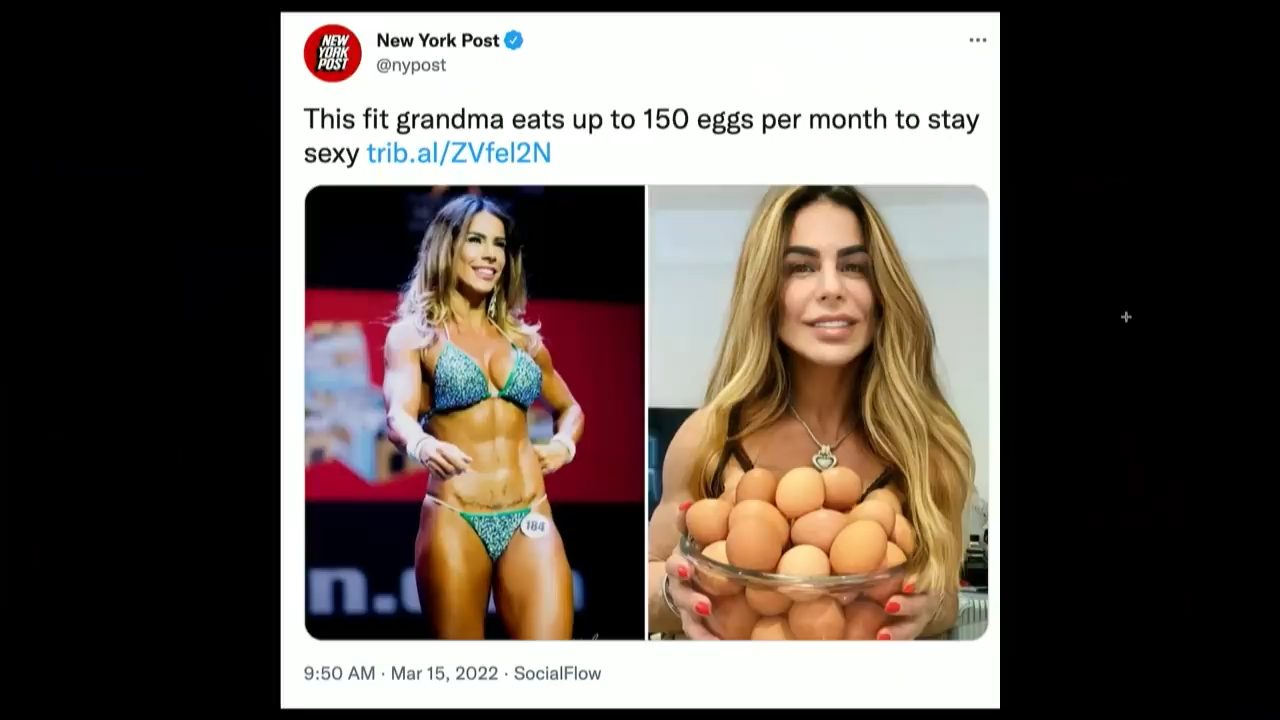 NEW
YORK
POST
New York Post
@nypost
This fit grandma eats up to 150 eggs per month to stay
sexy trib.al/ZVfel2N
184
n.
9:50 AM · Mar 15, 2022 · SocialFlow